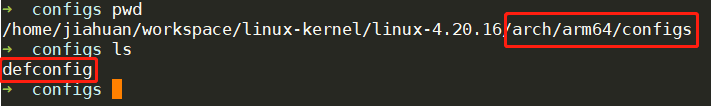 ➜ configs pwd
/home/jiahuan/workspace/linux-kernel/linux-4.20.16/arch/arm64/configs
➜ configs ls
defconfig
➜ configs